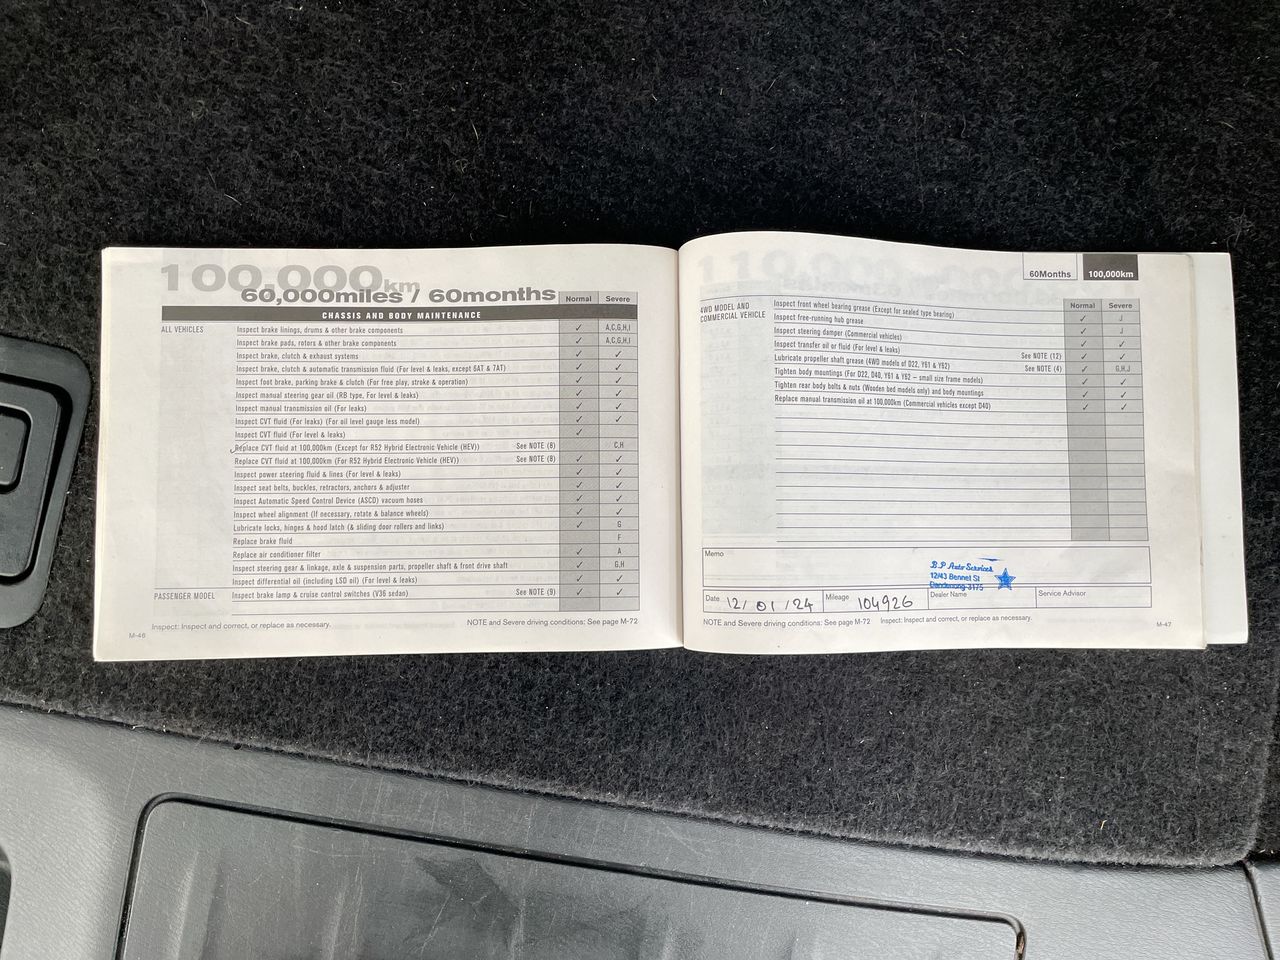 100,000km
60,000miles / 60months
Normal Severe
CHASSIS AND BODY MAINTENANCE
ALL VEHICLES
Inspect brake linings, drums & other brake components ✓ A,C,G,H,I
Inspect brake pads, rotors & other brake components ✓ A,C,G,H,I
Inspect brake, clutch & exhaust systems ✓ ✓
Inspect brake, clutch & automatic transmission fluid (For level & leaks, except 6AT & 7AT) ✓ ✓
Inspect foot brake, parking brake & clutch (For free play, stroke & operation) ✓ ✓
Inspect manual steering gear oil (RB type, For level & leaks) ✓ ✓
Inspect manual transmission oil (For leaks) ✓ ✓
Inspect CVT fluid (For leaks) (For oil level gauge less model) ✓ ✓
Inspect CVT fluid (For level & leaks) ✓
Replace CVT fluid at 100,000km (Except for R52 Hybrid Electronic Vehicle (HEV)) See NOTE (8) C,H
Replace CVT fluid at 100,000km (For R52 Hybrid Electronic Vehicle (HEV)) See NOTE (8) ✓ ✓
Inspect power steering fluid & lines (For level & leaks) ✓ ✓
Inspect seat belts, buckles, retractors, anchors & adjuster ✓ ✓
Inspect Automatic Speed Control Device (ASCD) vacuum hoses ✓ ✓
Inspect wheel alignment (If necessary, rotate & balance wheels) ✓ ✓
Lubricate locks, hinges & hood latch (& sliding door rollers and links) ✓ G
Replace brake fluid F
Replace air conditioner filter ✓ A
Inspect steering gear & linkage, axle & suspension parts, propeller shaft & front drive shaft ✓ G,H
Inspect differential oil (including LSD oil) (For level & leaks) ✓ ✓
PASSENGER MODEL Inspect brake lamp & cruise control switches (V36 sedan) See NOTE (9) ✓ ✓
Inspect: Inspect and correct, or replace as necessary. NOTE and Severe driving conditions: See page M-72
M-46
60Months 100,000km
Normal Severe
4WD MODEL AND
COMMERCIAL VEHICLE
Inspect front wheel bearing grease (Except for sealed type bearing) ✓ J
Inspect free-running hub grease ✓ J
Inspect steering damper (Commercial vehicles) ✓ ✓
Inspect transfer oil or fluid (For level & leaks) ✓ ✓
Lubricate propeller shaft grease (4WD models of D22, Y61 & Y62) See NOTE (12) ✓ G,H,J
Tighten body mountings (For D22, D40, Y61 & Y62 – small size frame models) See NOTE (4) ✓ ✓
Tighten rear body bolts & nuts (Wooden bed models only) and body mountings ✓ ✓
Replace manual transmission oil at 100,000km (Commercial vehicles except D40) ✓ ✓
Memo
B.P Auto Services
12/43 Bennet St
Dandenong 3175
Date 12/01/24 Mileage 104926 Dealer Name Service Advisor
NOTE and Severe driving conditions: See page M-72 Inspect: Inspect and correct, or replace as necessary.
M-47